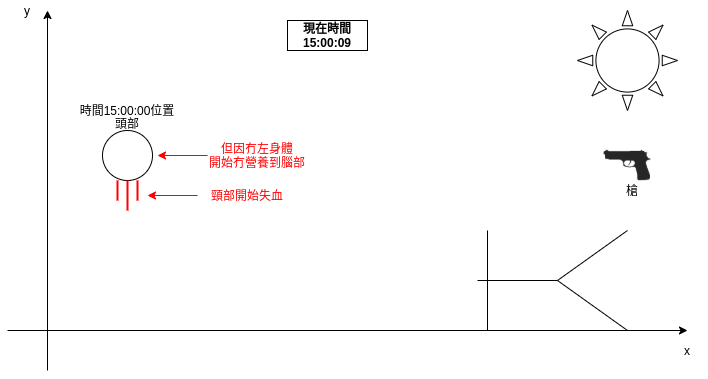 y
現在時間
15:00:09
時間15:00:00位置
頭部
但因冇左身體
開始冇營養到腦部
頸部開始失血
槍
x